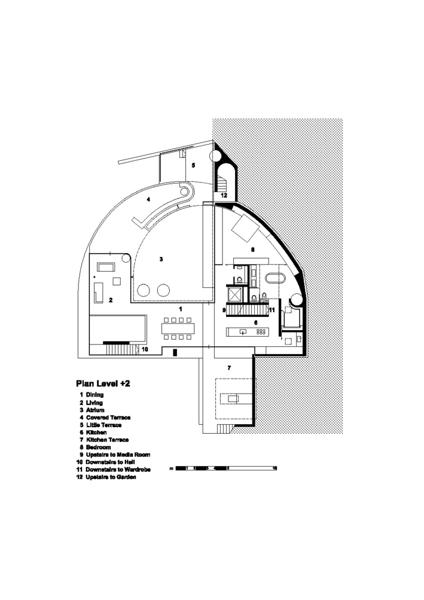 5
12
4
3
8
2
1
9
11
6
10
7
Plan Level +2
1 Dining
2 Living
3 Atrium
4 Covered Terrace
5 Little Terrace
6 Kitchen
7 Kitchen Terrace
8 Bedroom
9 Upstairs to Media Room
10 Downstairs to Hall
11 Downstairs to Wardrobe
12 Upstairs to Garden